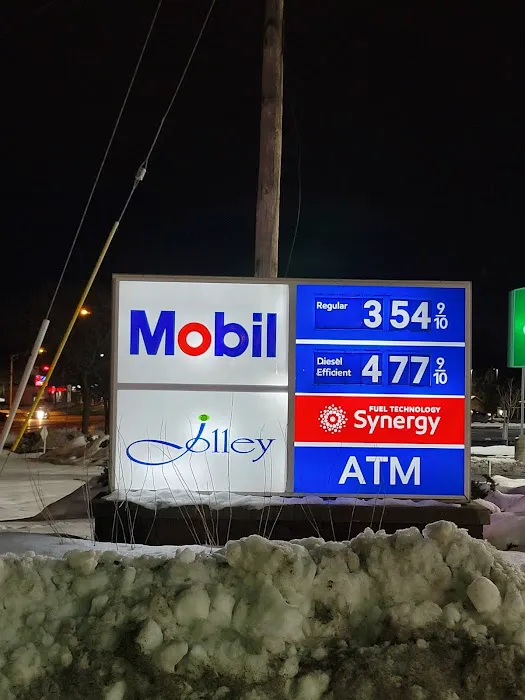 Mobil
Jolley
Regular 3 54 9/10
Diesel
Efficient 4 77 9/10
FUEL TECHNOLOGY
Synergy
ATM